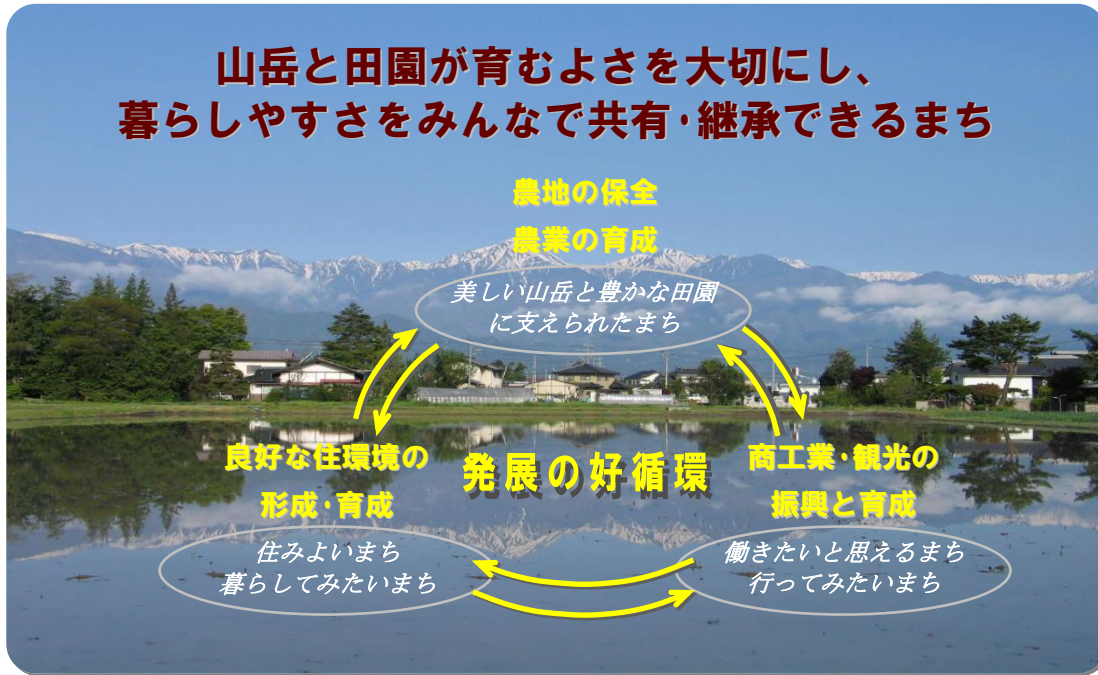 山岳と田園が育むよさを大切にし、
暮らしやすさをみんなで共有・継承できるまち
農地の保全
農業の育成
美しい山岳と豊かな田園
に支えられたまち
良好な住環境の
形成・育成
発展の好循環
商工業・観光の
振興と育成
住みよいまち
暮らしてみたいまち
働きたいと思えるまち
行ってみたいまち